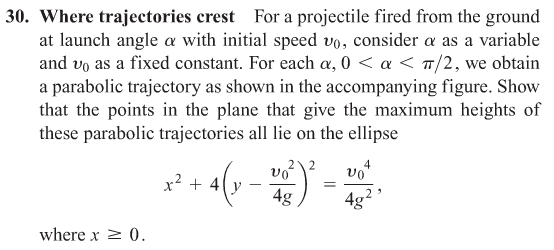 30. Where trajectories crest For a projectile fired from the ground
at launch angle α with initial speed v₀, consider α as a variable
and v₀ as a fixed constant. For each α, 0 < α < π/2, we obtain
a parabolic trajectory as shown in the accompanying figure. Show
that the points in the plane that give the maximum heights of
these parabolic trajectories all lie on the ellipse
x² + 4(y − v₀²/4g)² = v₀⁴/4g²,
where x ≥ 0.